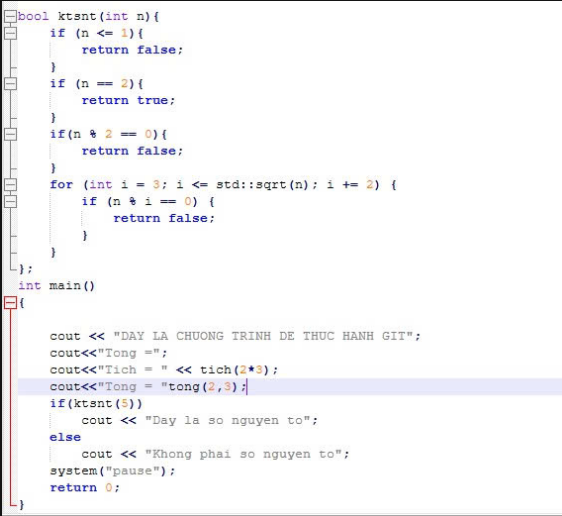 bool ktsnt(int n){
if (n <= 1){
return false;
}
if (n == 2){
return true;
}
if(n % 2 == 0){
return false;
}
for (int i = 3; i <= std::sqrt(n); i += 2) {
if (n % i == 0) {
return false;
}
}
};
int main()
{
cout << "DAY LA CHUONG TRINH DE THUC HANH GIT";
cout<<"Tong =";
cout<<"Tich = " << tich(2*3);
cout<<"Tong = "tong(2,3);
if(ktsnt(5))
cout << "Day la so nguyen to";
else
cout << "Khong phai so nguyen to";
system("pause");
return 0;
}